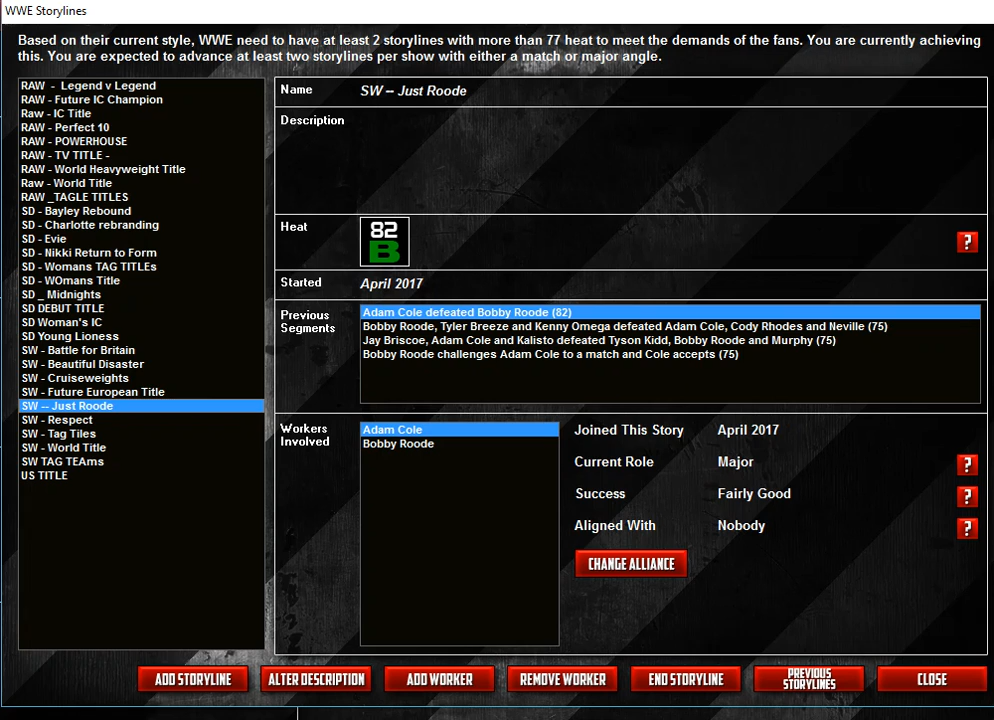 WWE Storylines
Based on their current style, WWE need to have at least 2 storylines with more than 77 heat to meet the demands of the fans. You are currently achieving
this. You are expected to advance at least two storylines per show with either a match or major angle.
RAW - Legend v Legend
RAW - Future IC Champion
Raw - IC Title
RAW - Perfect 10
RAW - POWERHOUSE
RAW - TV TITLE -
RAW - World Heavyweight Title
Raw - World Title
RAW _TAGLE TITLES
SD - Bayley Rebound
SD - Charlotte rebranding
SD - Evie
SD - Nikki Return to Form
SD - Womans TAG TITLEs
SD - WOmans Title
SD _ Midnights
SD DEBUT TITLE
SD Woman's IC
SD Young Lioness
SW - Battle for Britain
SW - Beautiful Disaster
SW - Cruiseweights
SW - Future European Title
SW -- Just Roode
SW - Respect
SW - Tag Tiles
SW - World Title
SW TAG TEAms
US TITLE
Name SW -- Just Roode
Description
Heat 82
B ?
Started April 2017
Previous
Segments
Adam Cole defeated Bobby Roode (82)
Bobby Roode, Tyler Breeze and Kenny Omega defeated Adam Cole, Cody Rhodes and Neville (75)
Jay Briscoe, Adam Cole and Kalisto defeated Tyson Kidd, Bobby Roode and Murphy (75)
Bobby Roode challenges Adam Cole to a match and Cole accepts (75)
Workers
Involved
Adam Cole
Bobby Roode
Joined This Story April 2017
Current Role Major ?
Success Fairly Good ?
Aligned With Nobody ?
CHANGE ALLIANCE
ADD STORYLINE ALTER DESCRIPTION ADD WORKER REMOVE WORKER END STORYLINE PREVIOUS STORYLINES CLOSE